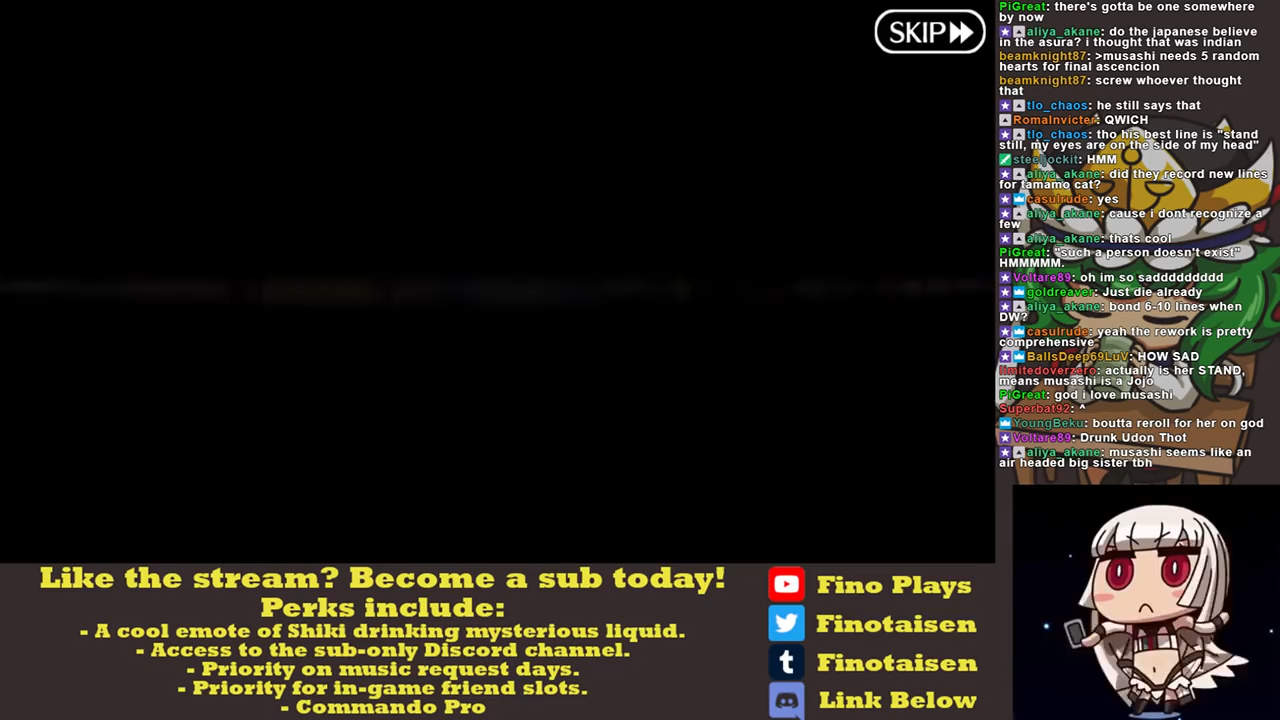 SKIP
PiGreat: there's gotta be one somewhere
by now
aliya_akane: do the japanese believe
in the asura? i thought that was indian
beamknight87: >musashi needs 5 random
hearts for final ascencion
beamknight87: screw whoever thought
that
tlo_chaos: he still says that
RomaInvicter: QWICH
tlo_chaos: tho his best line is "stand
still, my eyes are on the side of my head"
steeljockit: HMM
aliya_akane: did they record new lines
for tamamo cat?
casulrude: yes
aliya_akane: cause i dont recognize a
few
aliya_akane: thats cool
PiGreat: "such a person doesn't exist"
HMMMMM.
Voltare89: oh im so sadddddddddd
goldreaver: Just die already
aliya_akane: bond 6-10 lines when
DW?
casulrude: yeah the rework is pretty
comprehensive
BallsDeep69LuV: HOW SAD
limitedoverzero: actually is her STAND,
means musashi is a Jojo
PiGreat: god i love musashi
Superbat92: ^
YoungBeku: boutta reroll for her on god
Voltare89: Drunk Udon Thot
aliya_akane: musashi seems like an
air headed big sister tbh
Like the stream? Become a sub today!
Perks include:
- A cool emote of Shiki drinking mysterious liquid.
- Access to the sub-only Discord channel.
- Priority on music request days.
- Priority for in-game friend slots.
- Commando Pro
Fino Plays
Finotaisen
Finotaisen
Link Below